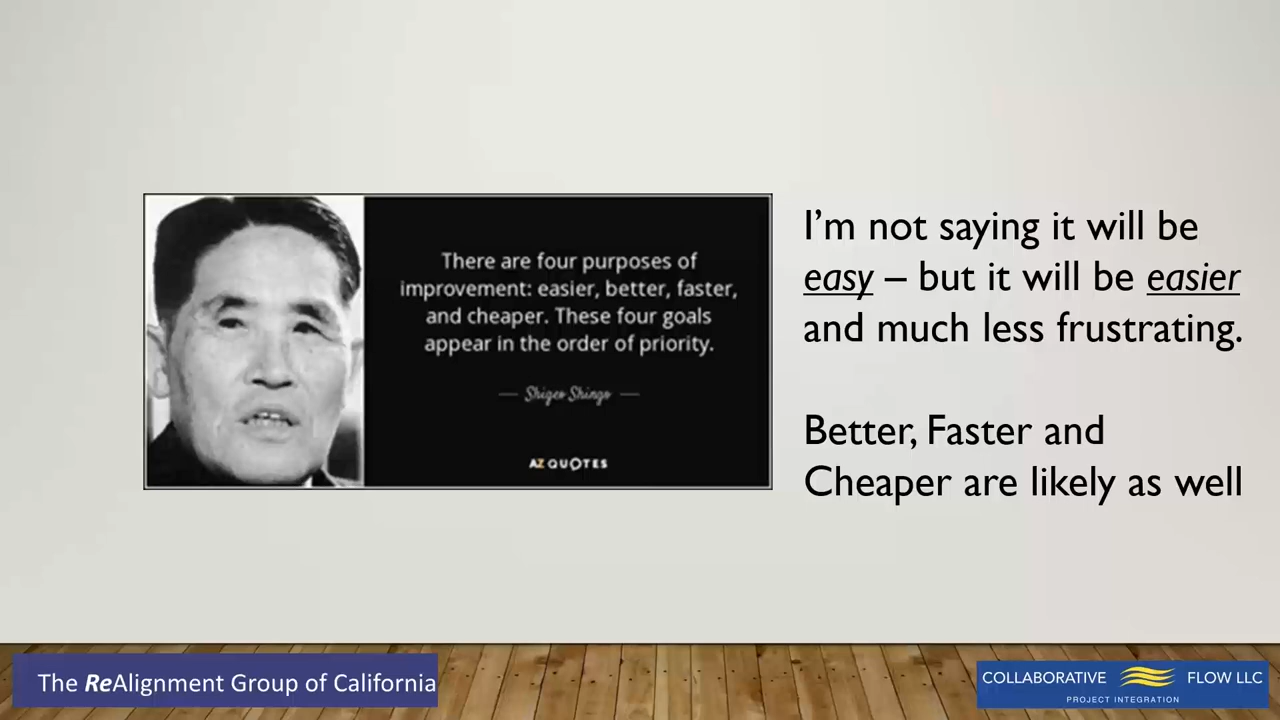 There are four purposes of
improvement: easier, better, faster,
and cheaper. These four goals
appear in the order of priority.
— Shigeo Shingo —
AZ QUOTES
I'm not saying it will be
easy – but it will be easier
and much less frustrating.
Better, Faster and
Cheaper are likely as well
The ReAlignment Group of California
COLLABORATIVE FLOW LLC
PROJECT INTEGRATION